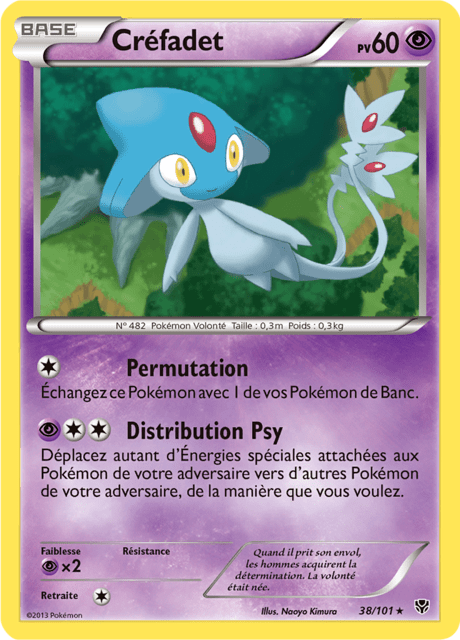 BASE
Créfadet PV60
N° 482 Pokémon Volonté Taille : 0,3m Poids : 0,3kg
Permutation
Échangez ce Pokémon avec 1 de vos Pokémon de Banc.
Distribution Psy
Déplacez autant d'Énergies spéciales attachées aux
Pokémon de votre adversaire vers d'autres Pokémon
de votre adversaire, de la manière que vous voulez.
Faiblesse Résistance
×2
Retraite
Quand il prit son envol,
les hommes acquirent la
détermination. La volonté
était née.
©2013 Pokémon
Illus. Naoyo Kimura 38/101 ★